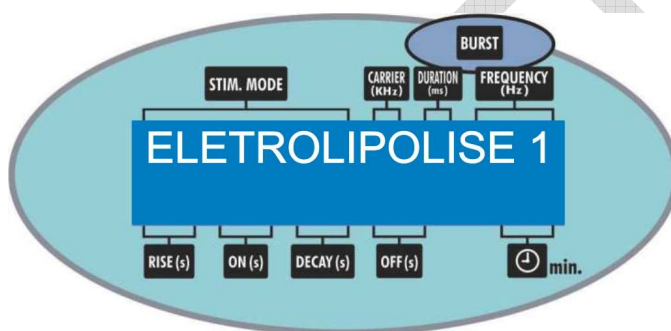 BURST
STIM. MODE
CARRIER (KHz)
DURATION (ms)
FREQUENCY (Hz)
ELETROLIPOLISE 1
RISE (s)
ON (s)
DECAY (s)
OFF (s)
min.